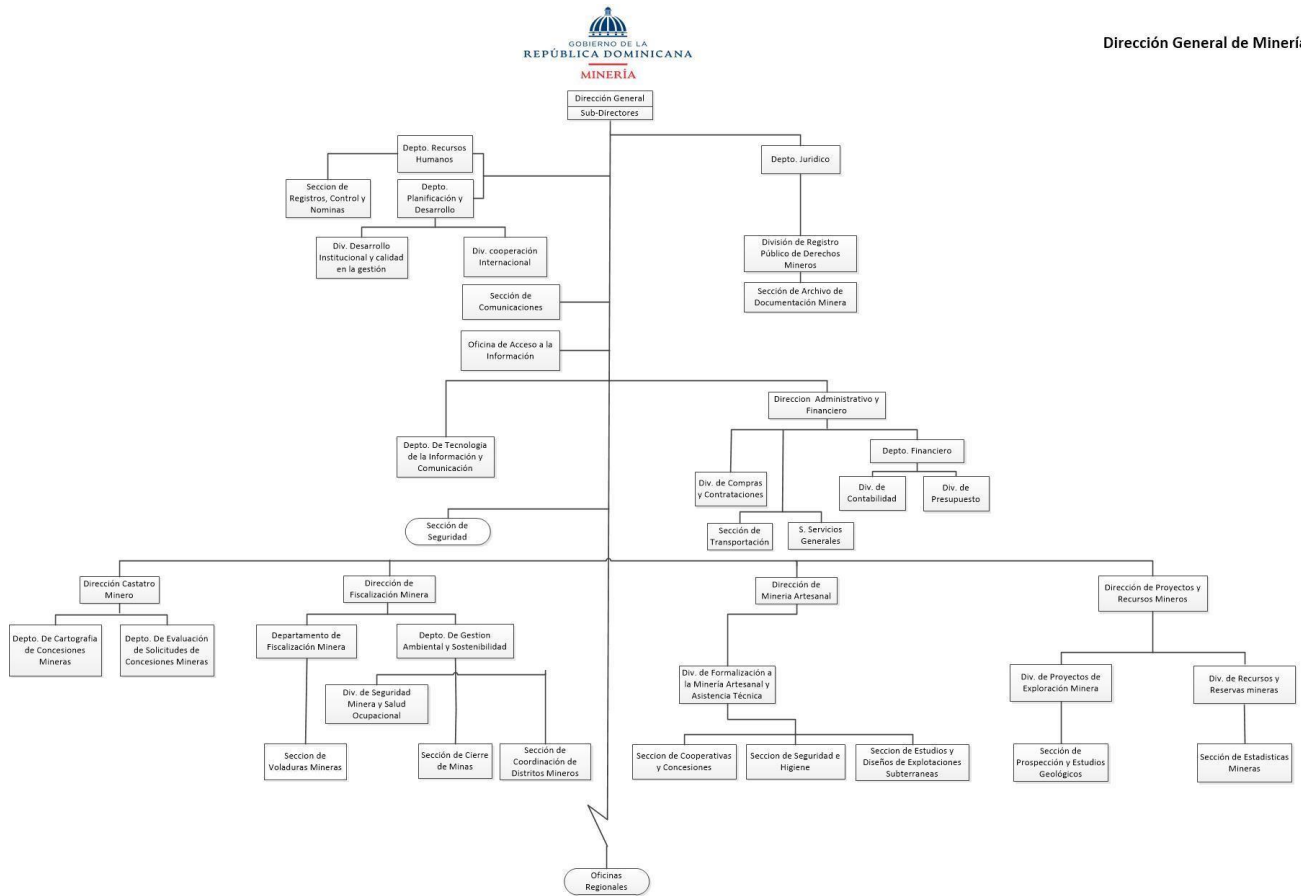 GOBIERNO DE LA
REPÚBLICA DOMINICANA
MINERÍA
Dirección General de Minería
Dirección General
Sub-Directores
Depto. Recursos
Humanos
Depto. Juridico
Seccion de
Registros, Control y
Nominas
Depto.
Planificación y
Desarrollo
Div. Desarrollo
Institucional y calidad
en la gestión
Div. cooperación
Internacional
División de Registro
Público de Derechos
Mineros
Sección de Archivo de
Documentación Minera
Sección de
Comunicaciones
Oficina de Acceso a la
Información
Direccion Administrativo y
Financiero
Depto. De Tecnologia
de la Información y
Comunicación
Depto. Financiero
Div. de Compras
y Contrataciones
Div. de
Contabilidad
Div. de
Presupuesto
Sección de
Seguridad
Sección de
Transportación
S. Servicios
Generales
Dirección Castatro
Minero
Dirección de
Fiscalización Minera
Dirección de
Mineria Artesanal
Dirección de Proyectos y
Recursos Mineros
Depto. De Cartografia
de Concesiones
Mineras
Depto. De Evaluación
de Solicitudes de
Concesiones Mineras
Departamento de
Fiscalización Minera
Depto. De Gestion
Ambiental y Sostenibilidad
Div. de Seguridad
Minera y Salud
Ocupacional
Div. de Formalización a
la Minería Artesanal y
Asistencia Técnica
Div. de Proyectos de
Exploración Minera
Div. de Recursos y
Reservas mineras
Seccion de
Voladuras Mineras
Sección de Cierre
de Minas
Sección de
Coordinación de
Distritos Mineros
Seccion de Cooperativas
y Concesiones
Seccion de Seguridad e
Higiene
Seccion de Estudios y
Diseños de Explotaciones
Subterraneas
Sección de
Prospección y Estudios
Geológicos
Sección de Estadisticas
Mineras
Oficinas
Regionales